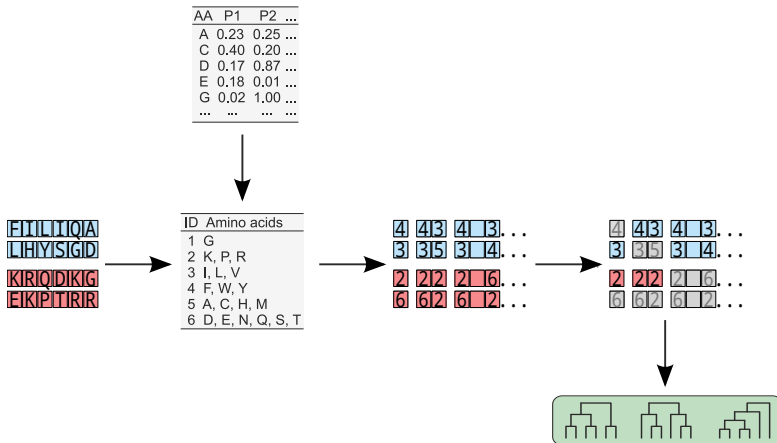 AA P1 P2 ...
A 0.23 0.25 ...
C 0.40 0.20 ...
D 0.17 0.87 ...
E 0.18 0.01 ...
G 0.02 1.00 ...
... ... ... ...
FILIQA
LHYSGD
KRQDKG
EKPTRR
ID Amino acids
1 G
2 K, P, R
3 I, L, V
4 F, W, Y
5 A, C, H, M
6 D, E, N, Q, S, T
4 43 4 3...
3 35 3 4...
2 22 2 6...
6 62 6 2...
4 43 4 3...
3 35 3 4...
2 22 2 6...
6 62 6 2...